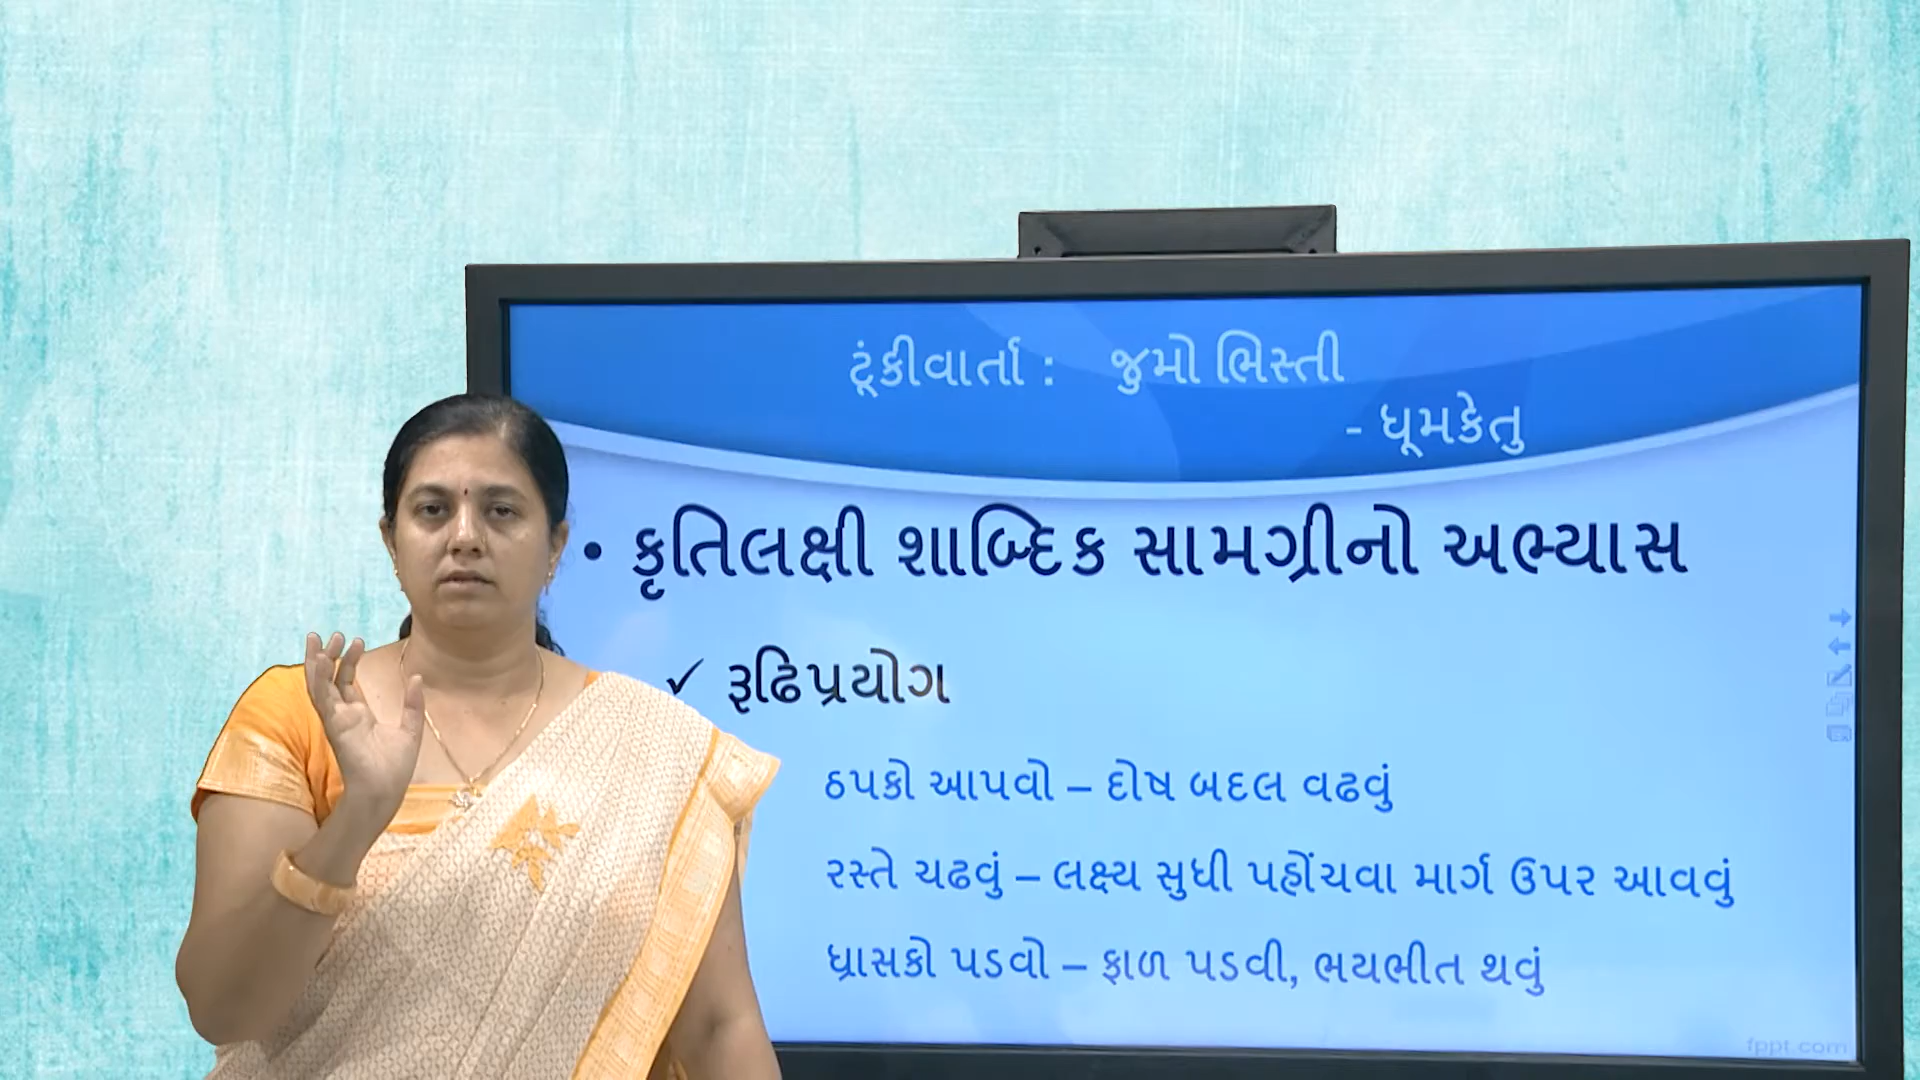 ટૂંકીવાર્તા : જુમો ભિસ્તી
- ધૂમકેતુ
• કૃતિલક્ષી શાબ્દિક સામગ્રીનો અભ્યાસ
✓ રૂઢિપ્રયોગ
ઠપકો આપવો – દોષ બદલ વઢવું
રસ્તે ચઢવું – લક્ષ્ય સુધી પહોંચવા માર્ગ ઉપર આવવું
ધ્રાસકો પડવો – ફાળ પડવી, ભયભીત થવું
fppt.com